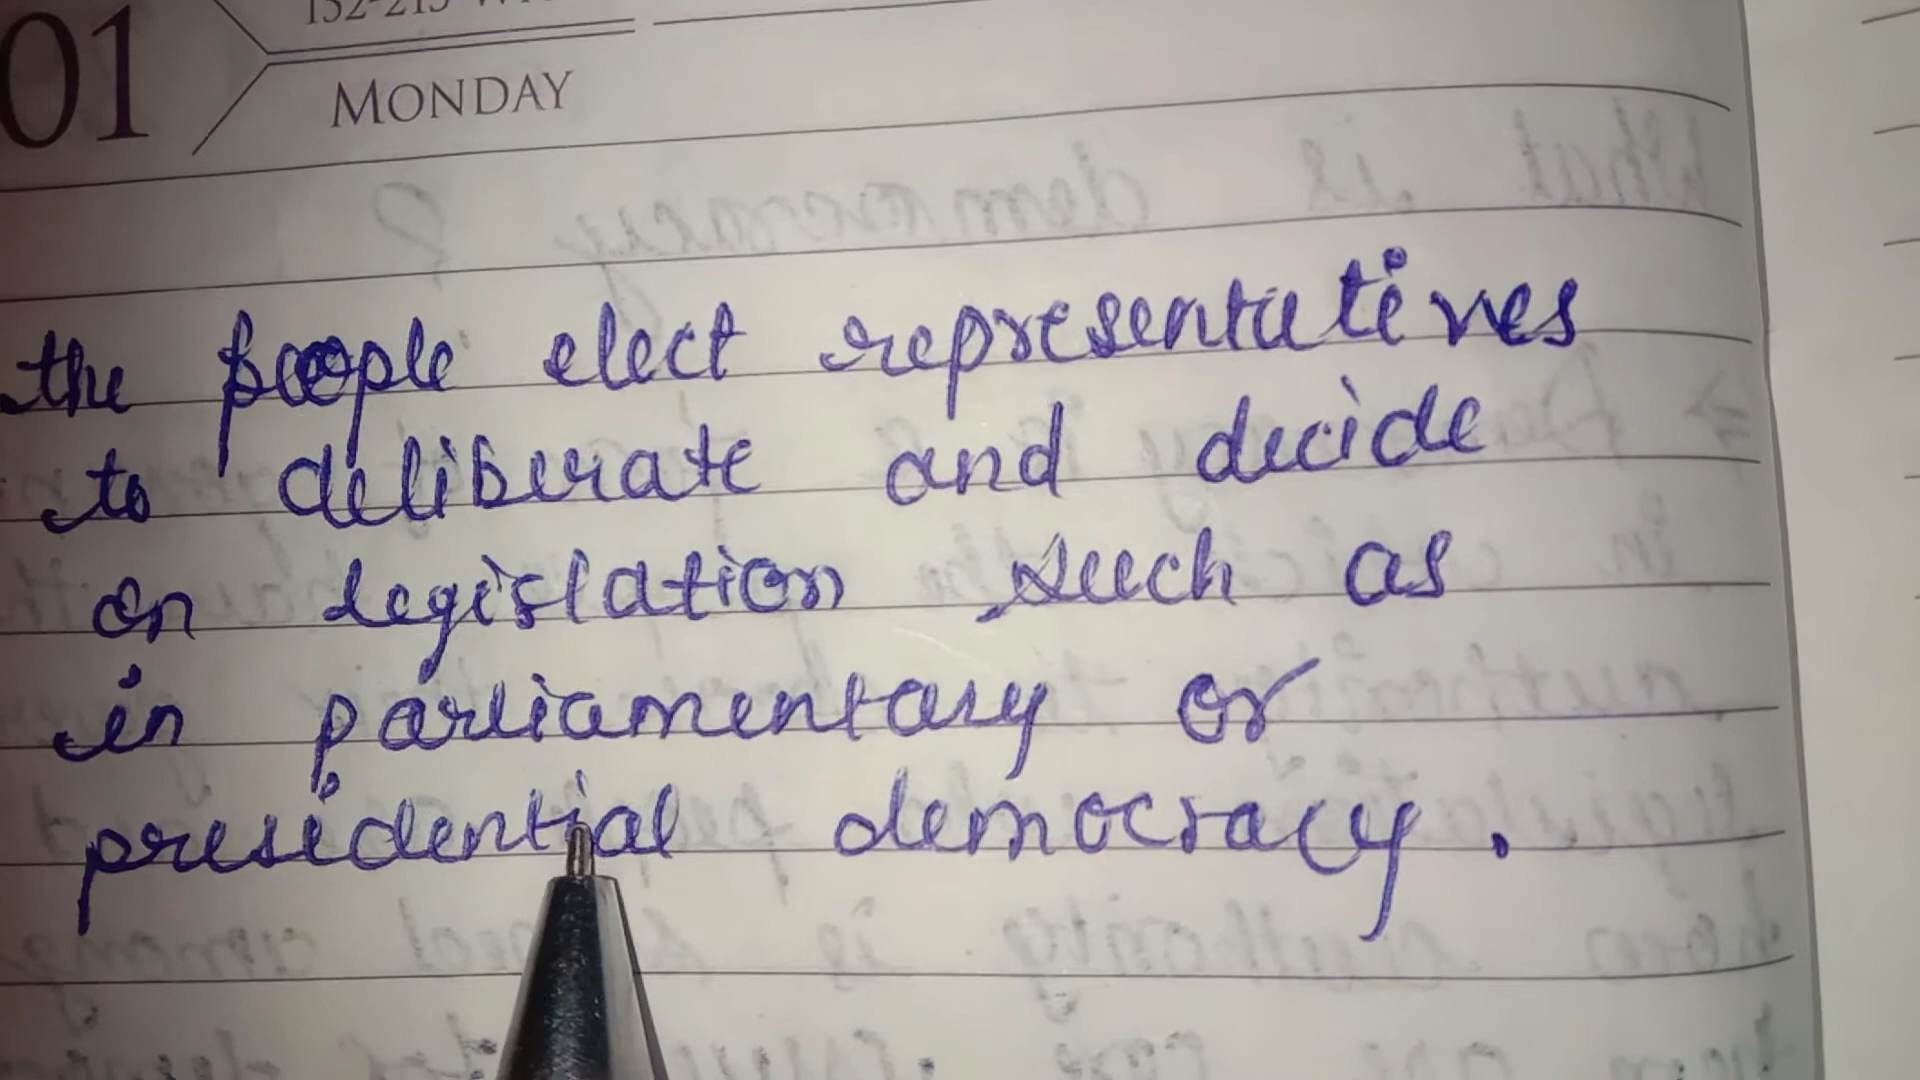 01
MONDAY
the people elect representatives
to deliberate and decide
on legislation such as
in parliamentary or
presidential democracy.